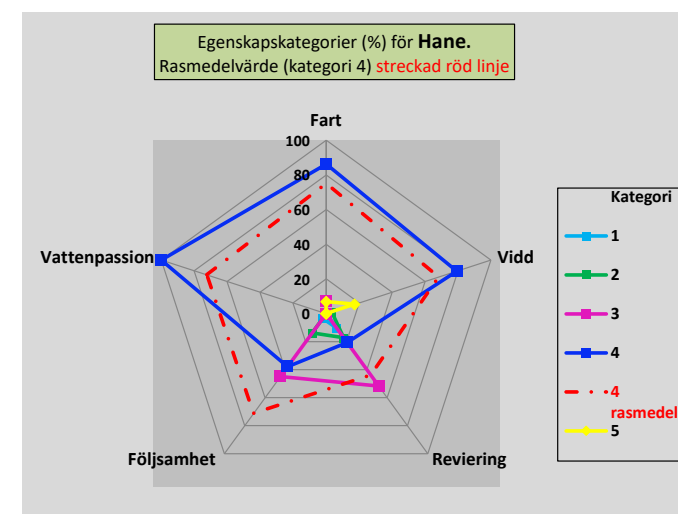 Egenskapskategorier (%) för Hane.
Rasmedelvärde (kategori 4) streckad röd linje
Fart
100
80
60
40
20
0
Vattenpassion
Vidd
Följsamhet
Reviering
Kategori
1
2
3
4
4
rasmedel
5